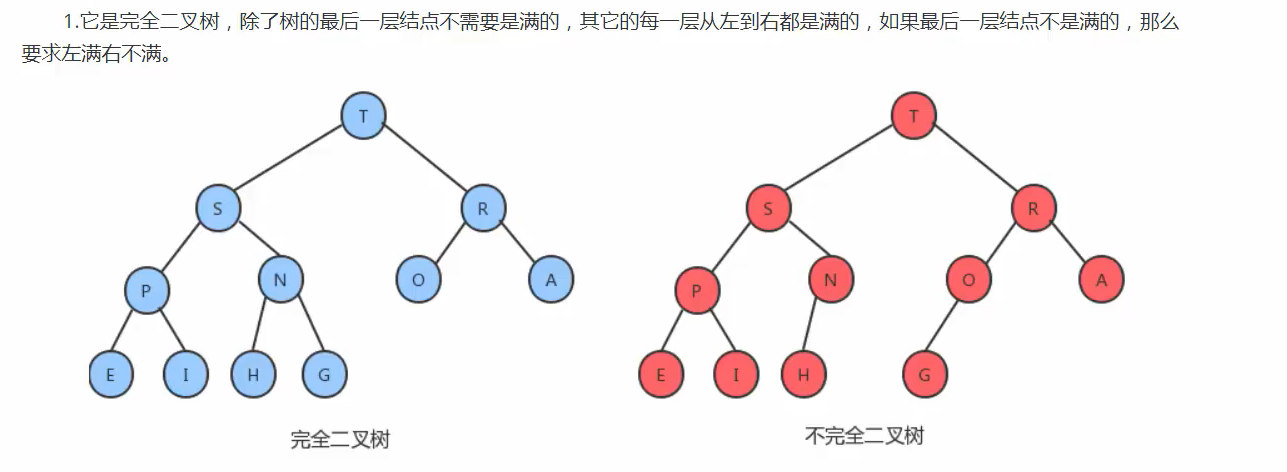 1.它是完全二叉树，除了树的最后一层结点不需要是满的，其它的每一层从左到右都是满的，如果最后一层结点不是满的，那么
要求左满右不满。
T
S R
P N O A
E I H G
完全二叉树
T
S R
P N O A
E I H G
不完全二叉树